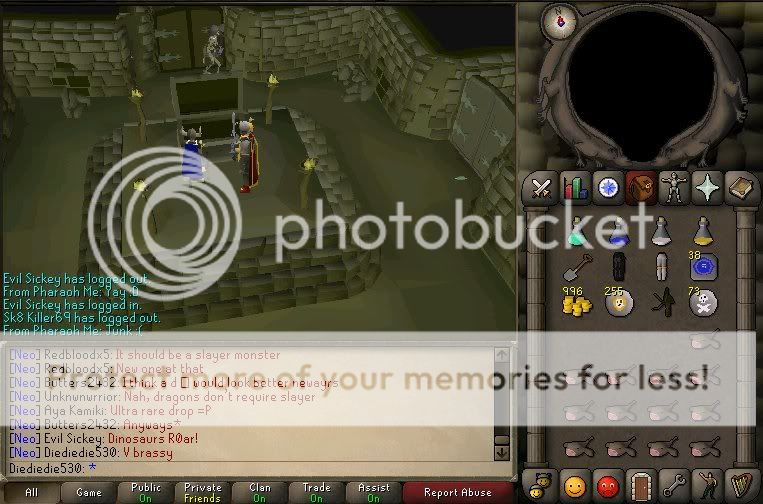 photobucket
Protect more of your memories for less!
38
996
255
73
Evil Sickey has logged out.
From Pharaoh Me: Yay :D
Evil Sickey has logged in.
Sk8 Killer69 has logged out.
From Pharaoh Me: Junk :(
[Neo] Redbloodx5: It should be a slayer monster
[Neo] Redbloodx5: New one at that
[Neo] Butters2432: I think a d would look better neways
[Neo] Unknwnwrrior: Nah, dragons don't require slayer
[Neo] Aya Kamiki: Ultra rare drop =P
[Neo] Butters2432: Anyways*
[Neo] Evil Sickey: Dinosaurs R0ar!
[Neo] Diediedie530: V brassy
Diediedie530: *
All Game Public On Private Friends Clan On Trade On Assist On Report Abuse